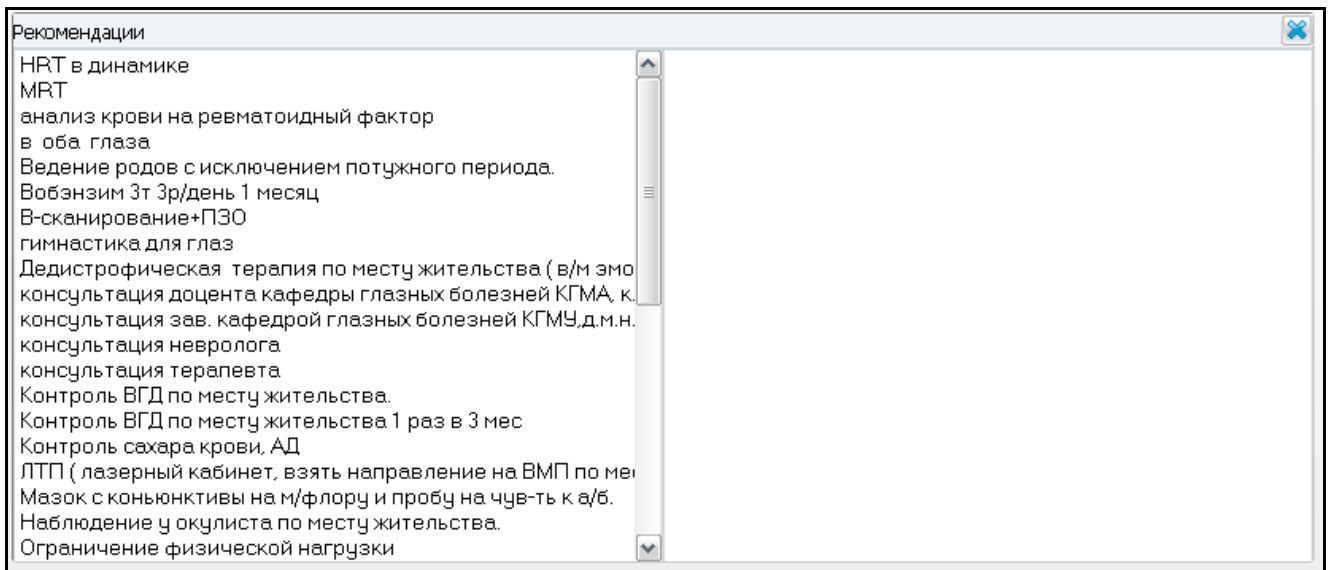 Рекомендации
HRT в динамике
MRT
анализ крови на ревматоидный фактор
в оба глаза
Ведение родов с исключением потужного периода.
Вобэнзим 3т 3р/день 1 месяц
В-сканирование+ПЗО
гимнастика для глаз
Дедистрофическая терапия по месту жительства ( в/м эмо
консультация доцента кафедры глазных болезней КГМА, к.
консультация зав. кафедрой глазных болезней КГМУ,д.м.н.
консультация невролога
консультация терапевта
Контроль ВГД по месту жительства.
Контроль ВГД по месту жительства 1 раз в 3 мес
Контроль сахара крови, АД
ЛТП ( лазерный кабинет, взять направление на ВМП по ме
Мазок с коньюнктивы на м/флору и пробу на чув-ть к а/б.
Наблюдение у окулиста по месту жительства.
Ограничение физической нагрузки